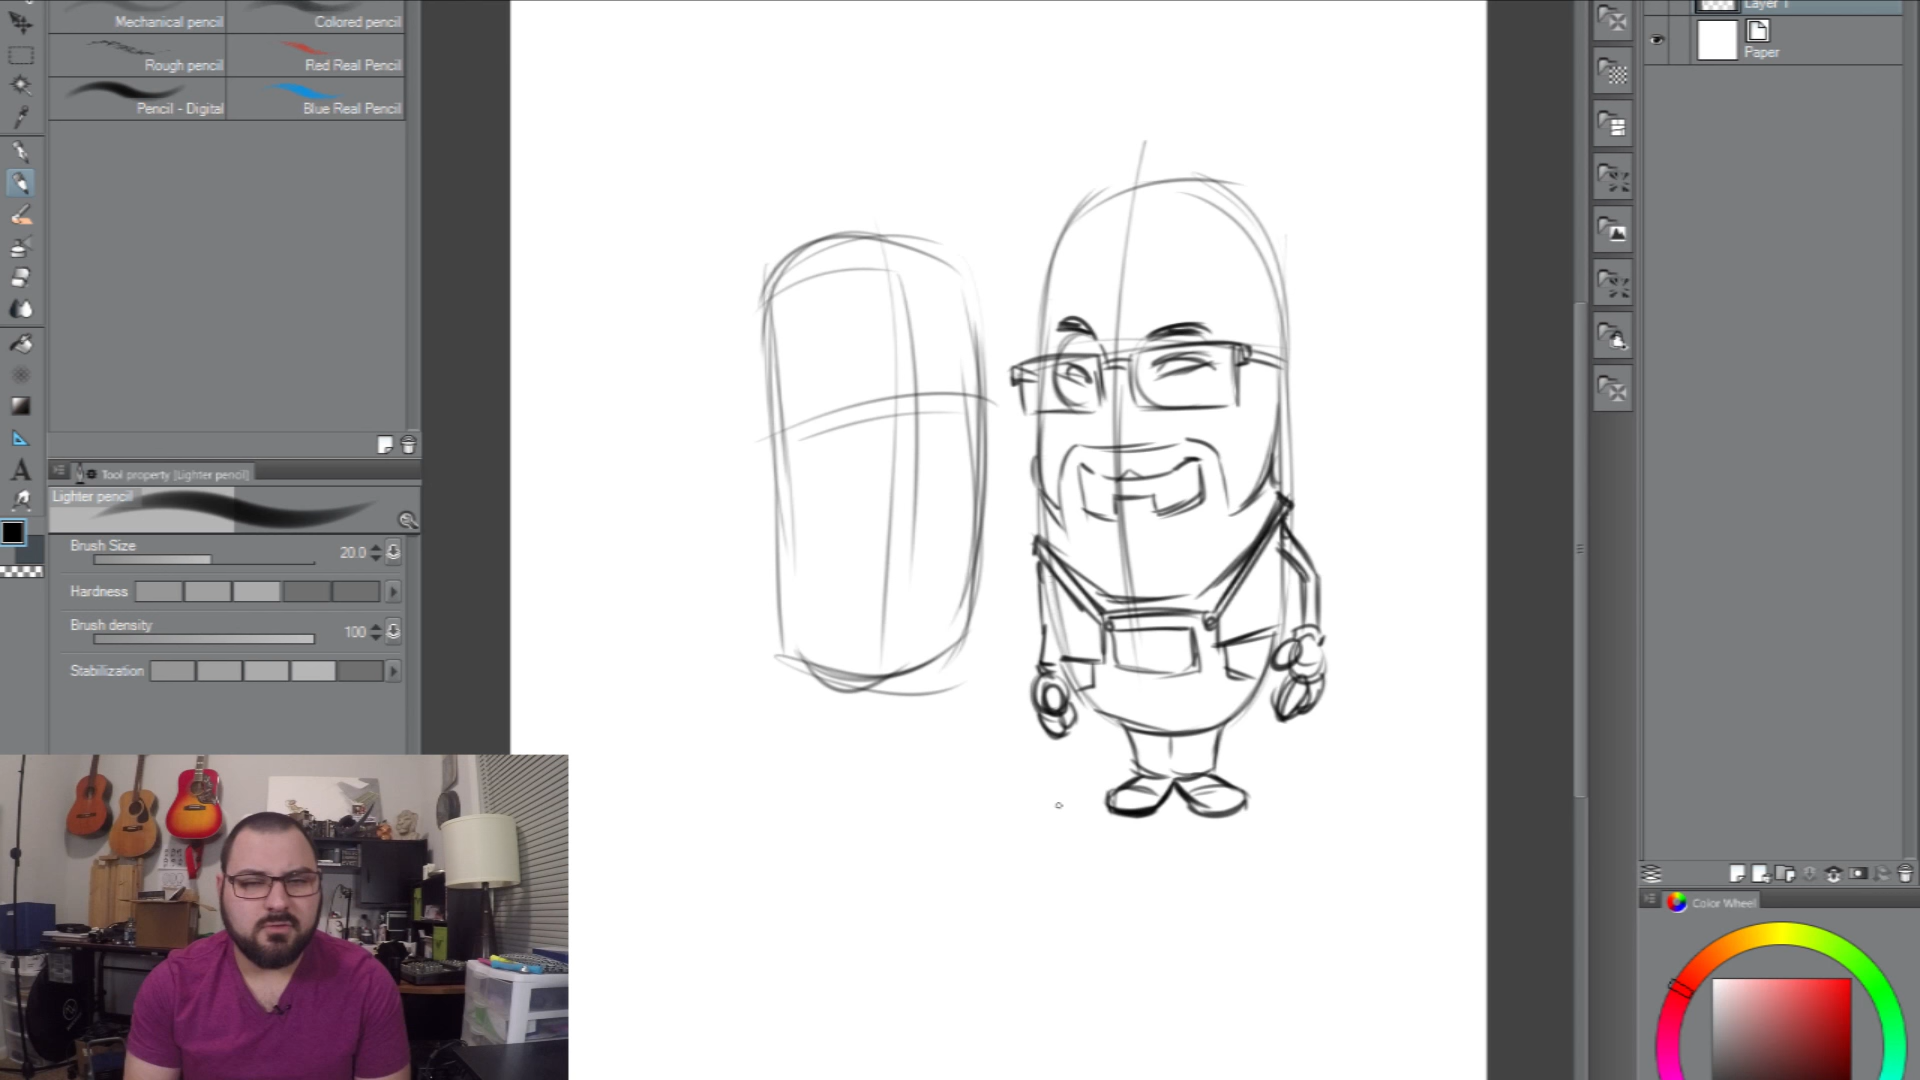 Mechanical pencil
Colored pencil
Rough pencil
Red Real Pencil
Pencil - Digital
Blue Real Pencil
Tool property [Lighter pencil]
Lighter pencil
Brush Size
20.0
Hardness
Brush density
100
Stabilization
A
Layer 1
Paper
Color Wheel